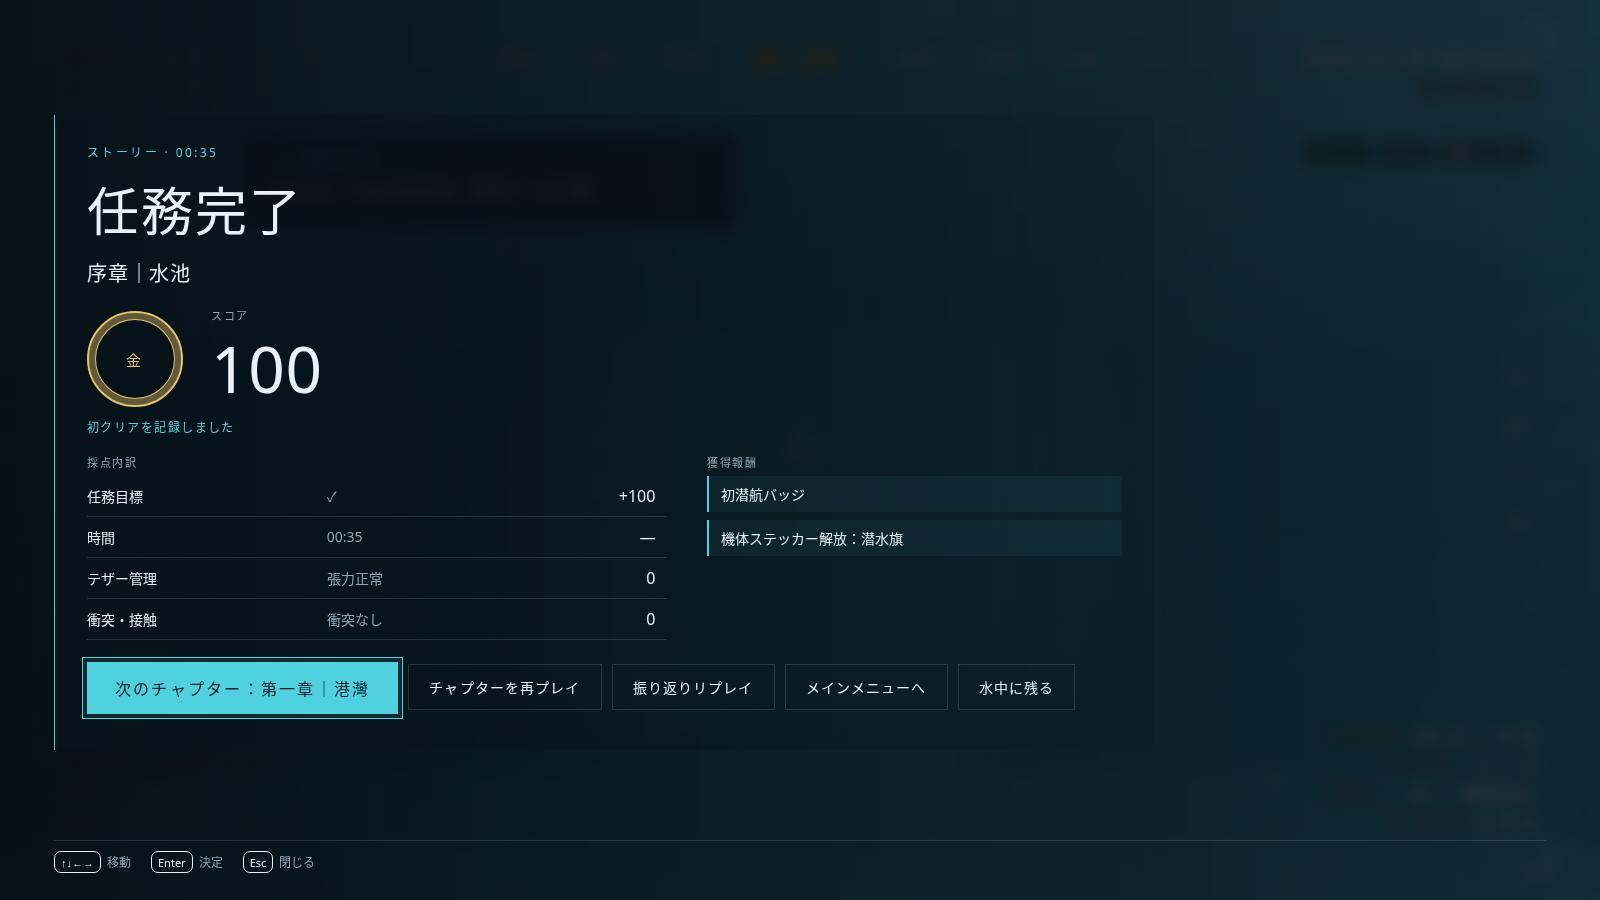 ストーリー · 00:35
任務完了
序章｜水池
金
スコア
100
初クリアを記録しました
採点内訳
任務目標 ✓ +100
時間 00:35 —
テザー管理 張力正常 0
衝突・接触 衝突なし 0
獲得報酬
初潜航バッジ
機体ステッカー解放：潜水旗
次のチャプター：第一章｜港灣
チャプターを再プレイ
振り返りリプレイ
メインメニューへ
水中に残る
↑↓←→ 移動 Enter 決定 Esc 閉じる